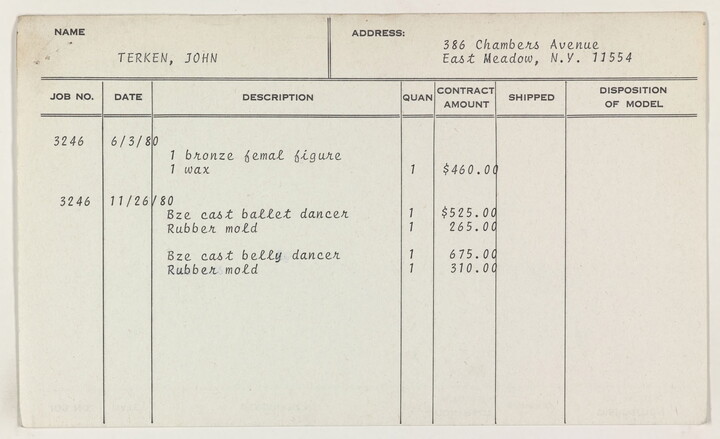 NAME
TERKEN, JOHN
ADDRESS:
386 Chambers Avenue
East Meadow, N.Y. 11554
JOB NO. DATE DESCRIPTION QUAN CONTRACT AMOUNT SHIPPED DISPOSITION OF MODEL
3246 6/3/80
1 bronze femal figure
1 wax 1 $460.00
3246 11/26/80
Bze cast ballet dancer 1 $525.00
Rubber mold 1 265.00
Bze cast belly dancer 1 675.00
Rubber mold 1 310.00